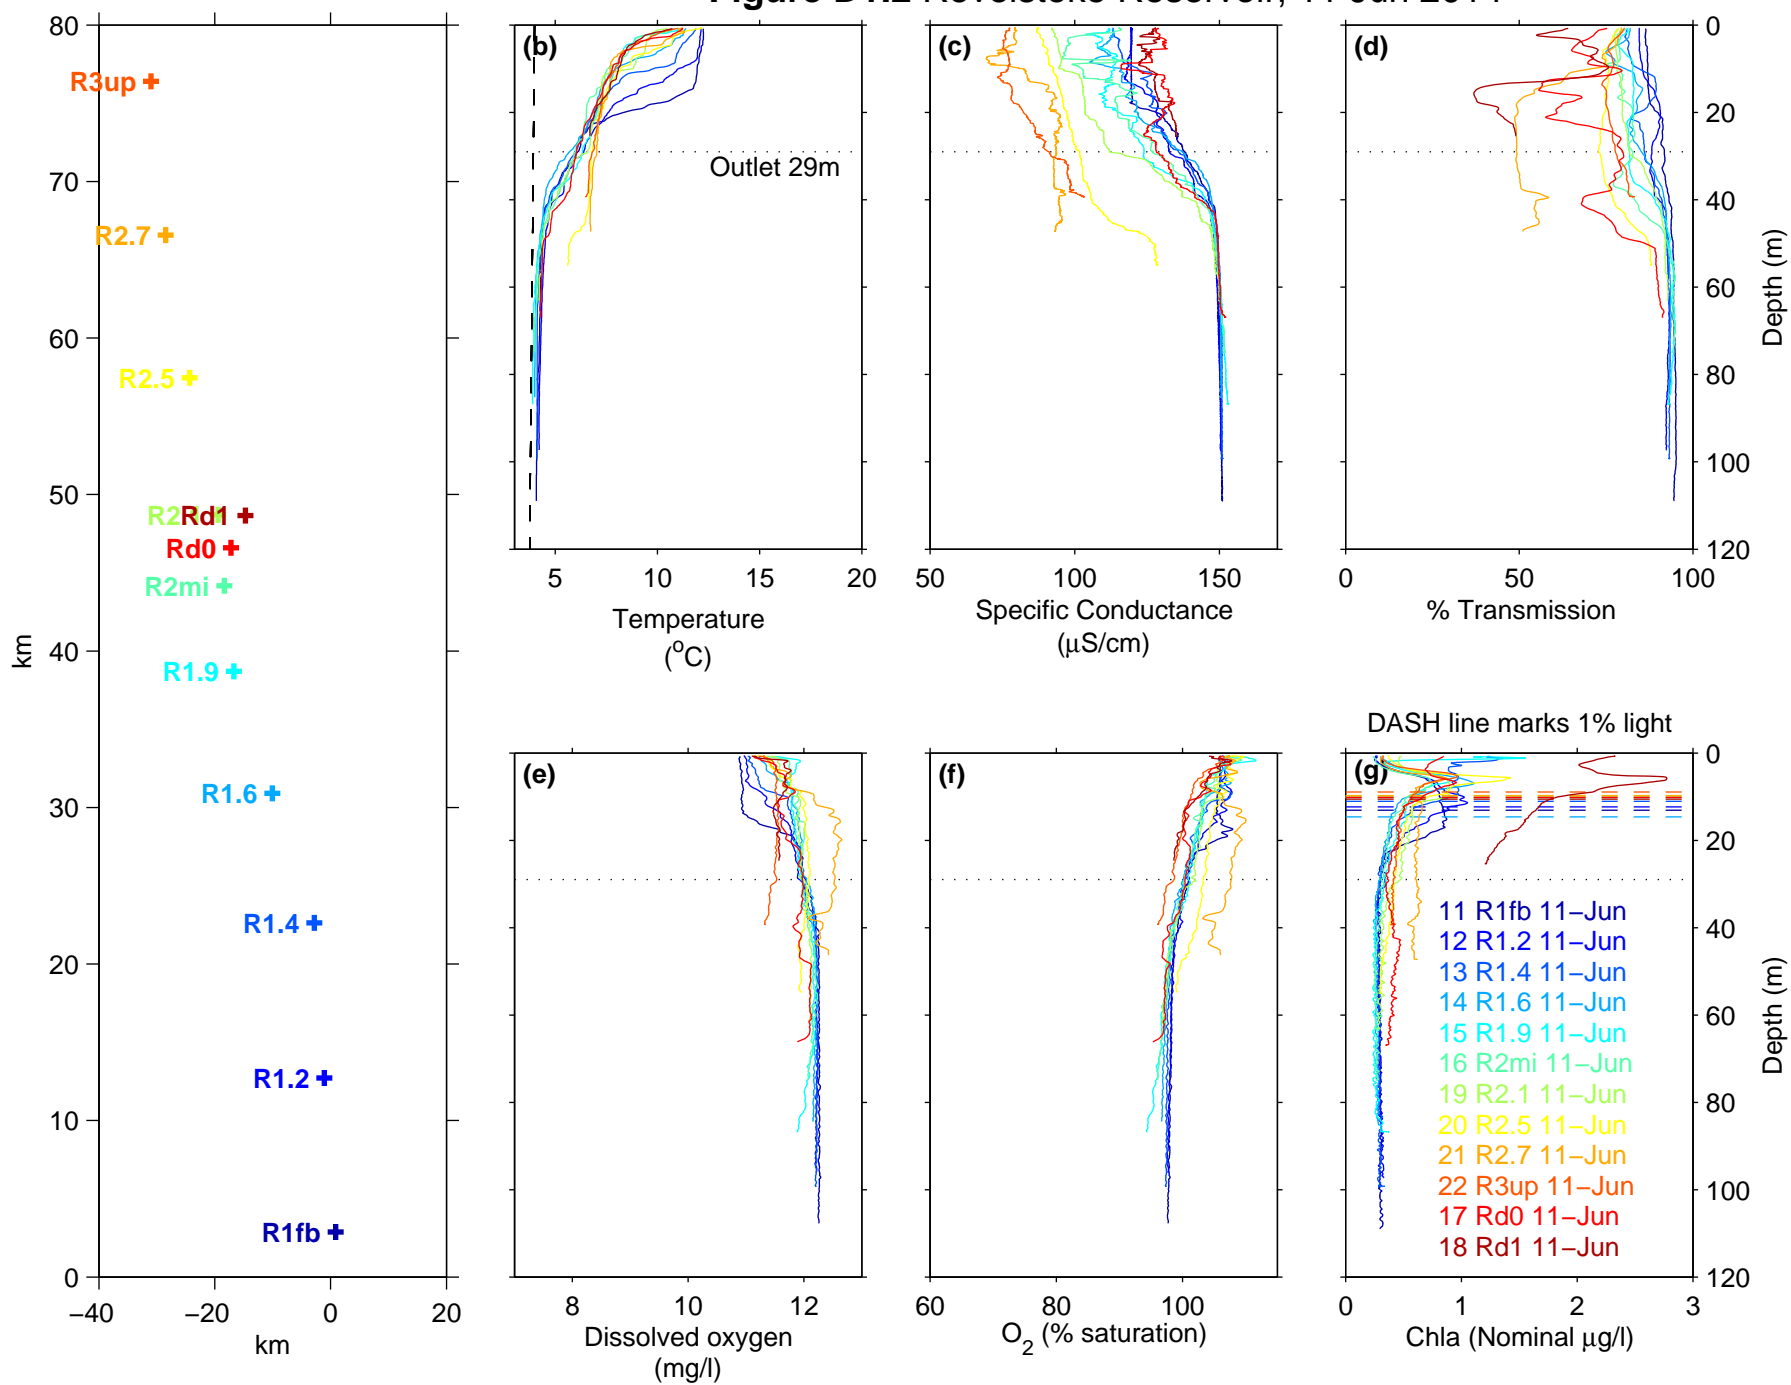 Figure Revelstoke Reservoir, Jun
80
70
60
50
40
30
20
10
0
km
−40
−20
0
20
km
R3up
R2.7
R2.5
Rd1
Rd0
R2mi
R1.9
R1.6
R1.4
R1.2
R1fb
(b)
Outlet 29m
5
10
15
20
Temperature
(°C)
(c)
50
100
150
Specific Conductance
(μS/cm)
(d)
0
50
100
% Transmission
0
20
40
60
80
100
120
Depth (m)
(e)
8
10
12
Dissolved oxygen
(mg/l)
(f)
60
80
100
O2 (% saturation)
DASH line marks 1% light
(g)
11 R1fb 11−Jun
12 R1.2 11−Jun
13 R1.4 11−Jun
14 R1.6 11−Jun
15 R1.9 11−Jun
16 R2mi 11−Jun
19 R2.1 11−Jun
20 R2.5 11−Jun
21 R2.7 11−Jun
22 R3up 11−Jun
17 Rd0 11−Jun
18 Rd1 11−Jun
0
1
2
3
Chla (Nominal μg/l)
0
20
40
60
80
100
120
Depth (m)